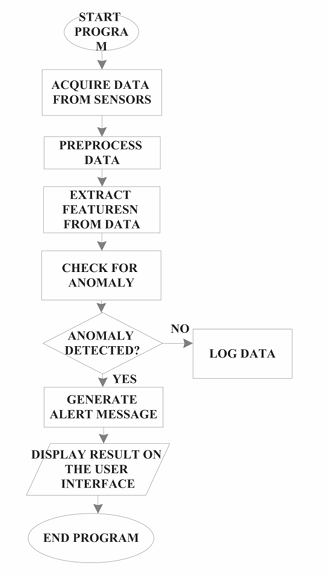 START
PROGRA
M
ACQUIRE DATA
FROM SENSORS
PREPROCESS
DATA
EXTRACT
FEATURESN
FROM DATA
CHECK FOR
ANOMALY
ANOMALY
DETECTED?
NO
LOG DATA
YES
GENERATE
ALERT MESSAGE
DISPLAY RESULT ON
THE USER
INTERFACE
END PROGRAM